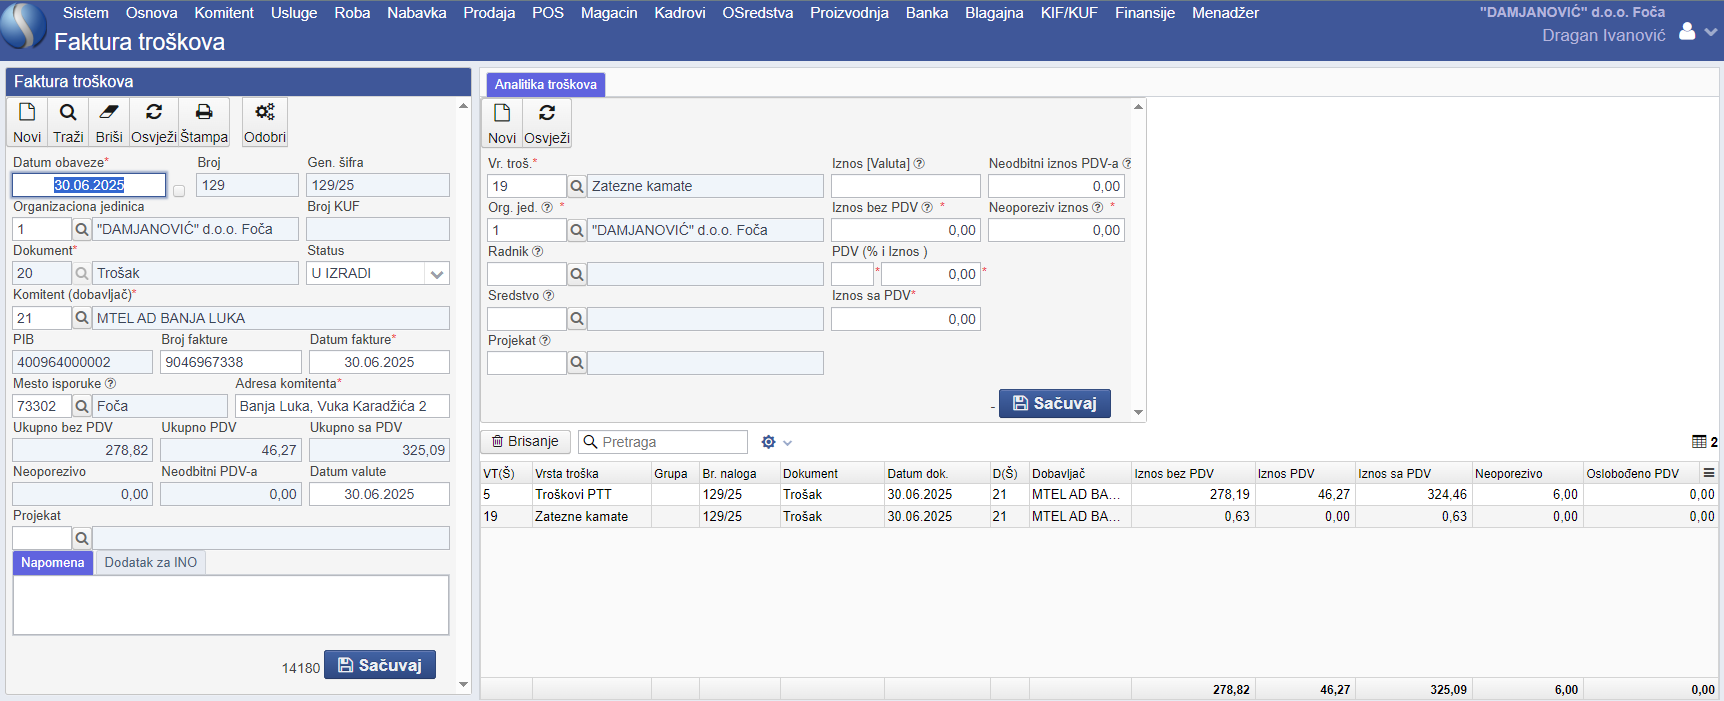 Sistem Osnova Komitent Usluge Roba Nabavka Prodaja POS Magacin Kadrovi OSredstva Proizvodnja Banka Blagajna KIF/KUF Finansije Menadžer
"DAMJANOVIĆ" d.o.o. Foča
Faktura troškova
Dragan Ivanović
Faktura troškova
Novi Traži Briši Osvježi Štampa Odobri
Datum obaveze* Broj Gen. šifra
30.06.2025 129 129/25
Organizaciona jedinica Broj KUF
1 "DAMJANOVIĆ" d.o.o. Foča
Dokument* Status
20 Trošak U IZRADI
Komitent (dobavljač)*
21 MTEL AD BANJA LUKA
PIB Broj fakture Datum fakture*
400964000002 9046967338 30.06.2025
Mesto isporuke Adresa komitenta*
73302 Foča Banja Luka, Vuka Karadžića 2
Ukupno bez PDV Ukupno PDV Ukupno sa PDV
278,82 46,27 325,09
Neoporezivo Neodbitni PDV-a Datum valute
0,00 0,00 30.06.2025
Projekat
Napomena Dodatak za INO
14180 Sačuvaj
Analitika troškova
Novi Osvježi
Vr. troš.* Iznos [Valuta] Neodbitni iznos PDV-a
19 Zatezne kamate 0,00
Org. jed. * Iznos bez PDV * Neoporeziv iznos *
1 "DAMJANOVIĆ" d.o.o. Foča 0,00 0,00
Radnik PDV (% i Iznos )
* 0,00 *
Sredstvo Iznos sa PDV*
0,00
Projekat
- Sačuvaj
Brisanje Pretraga 2
VT(Š) Vrsta troška Grupa Br. naloga Dokument Datum dok. D(Š) Dobavljač Iznos bez PDV Iznos PDV Iznos sa PDV Neoporezivo Oslobođeno PDV
5 Troškovi PTT 129/25 Trošak 30.06.2025 21 MTEL AD BA... 278,19 46,27 324,46 6,00 0,00
19 Zatezne kamate 129/25 Trošak 30.06.2025 21 MTEL AD BA... 0,63 0,00 0,63 0,00 0,00
278,82 46,27 325,09 6,00 0,00